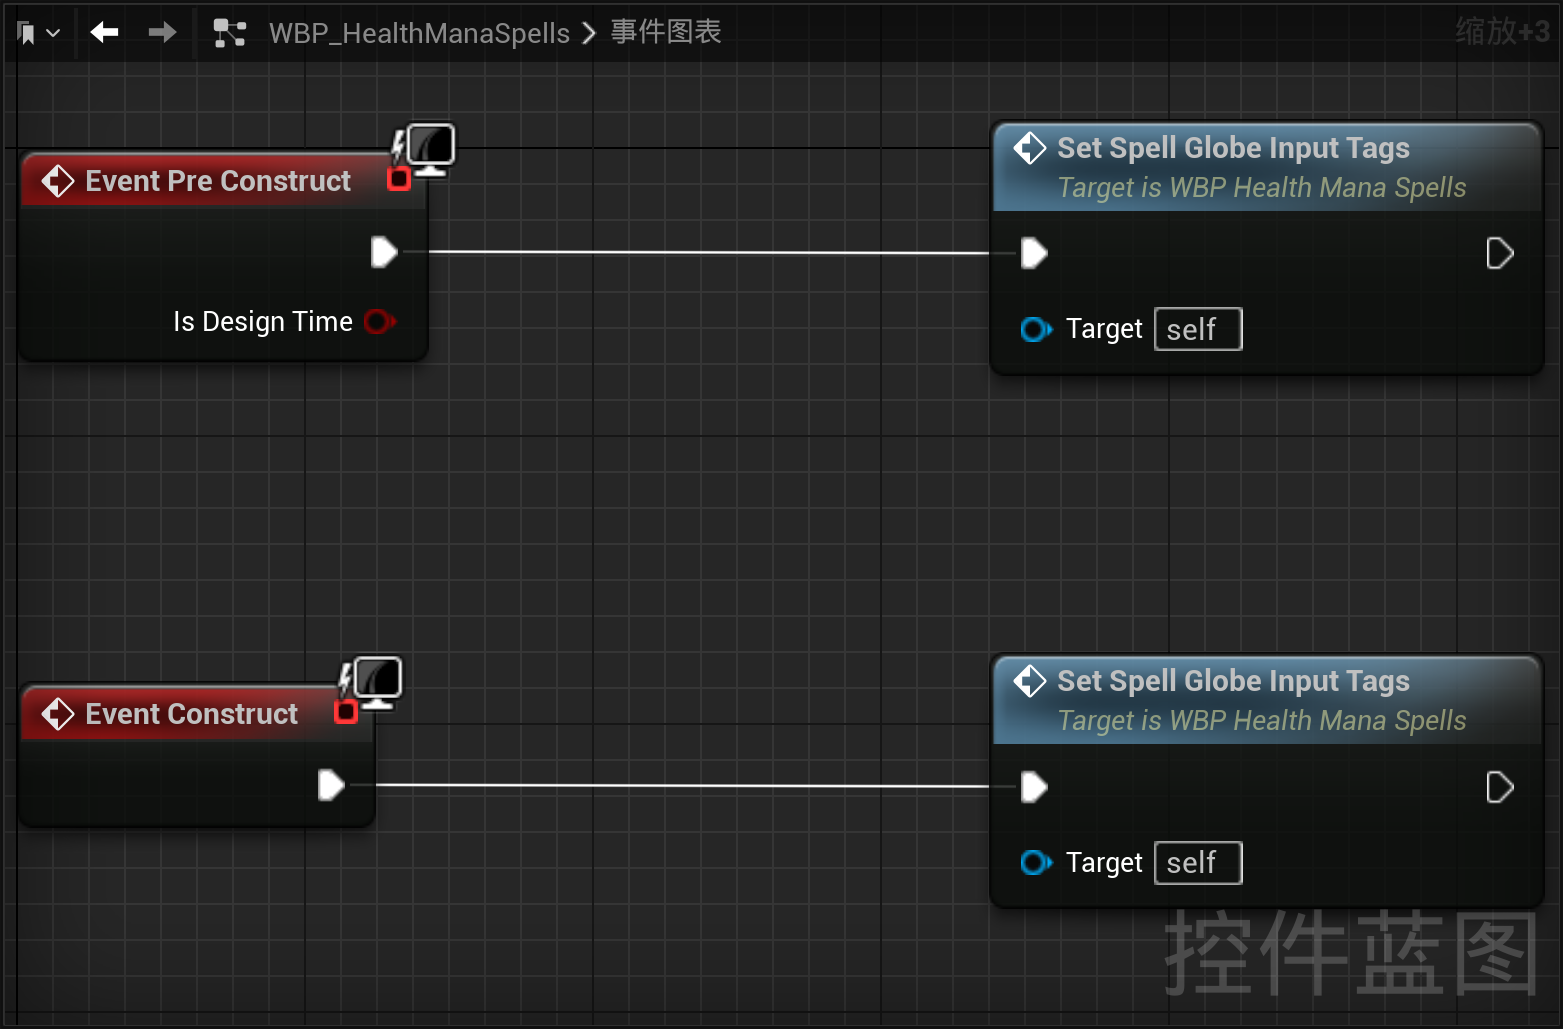 WBP_HealthManaSpells > 事件图表
缩放+3
Event Pre Construct
Is Design Time
Set Spell Globe Input Tags
Target is WBP Health Mana Spells
Target self
Event Construct
Set Spell Globe Input Tags
Target is WBP Health Mana Spells
Target self
控件蓝图